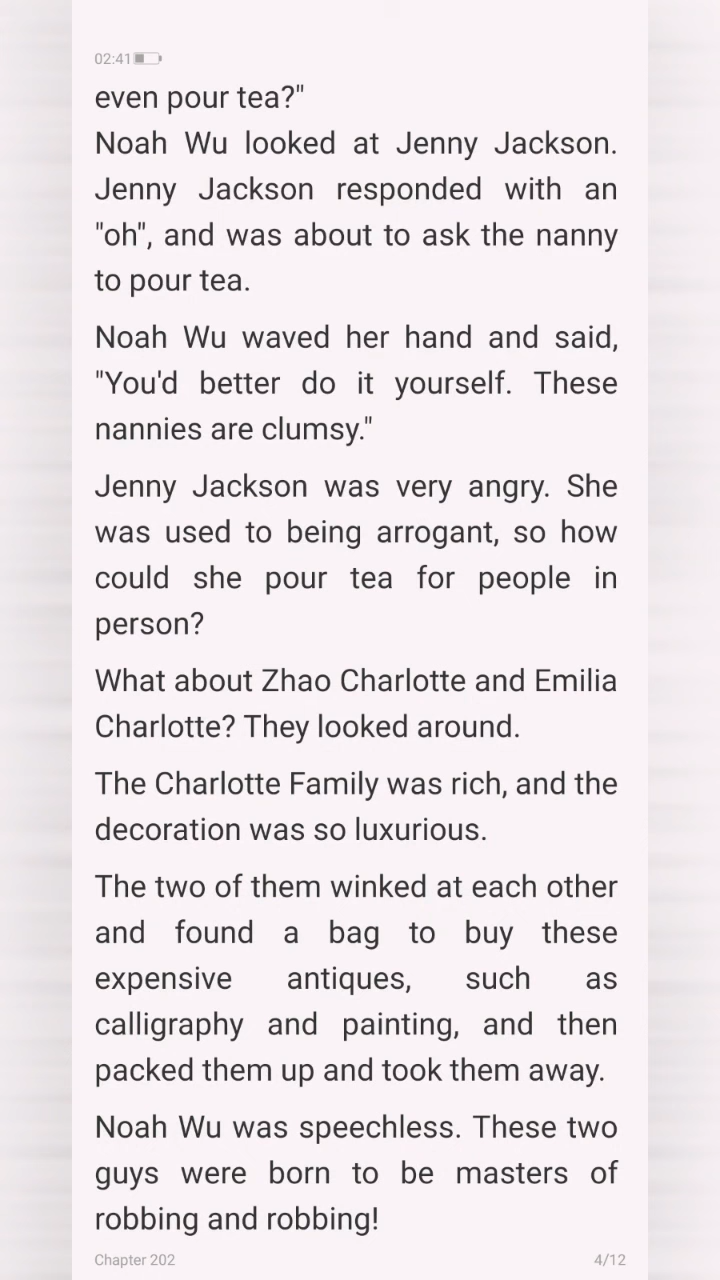 02:41
even pour tea?"
Noah Wu looked at Jenny Jackson.
Jenny Jackson responded with an
"oh", and was about to ask the nanny
to pour tea.
Noah Wu waved her hand and said,
"You'd better do it yourself. These
nannies are clumsy."
Jenny Jackson was very angry. She
was used to being arrogant, so how
could she pour tea for people in
person?
What about Zhao Charlotte and Emilia
Charlotte? They looked around.
The Charlotte Family was rich, and the
decoration was so luxurious.
The two of them winked at each other
and found a bag to buy these
expensive antiques, such as
calligraphy and painting, and then
packed them up and took them away.
Noah Wu was speechless. These two
guys were born to be masters of
robbing and robbing!
Chapter 202 4/12